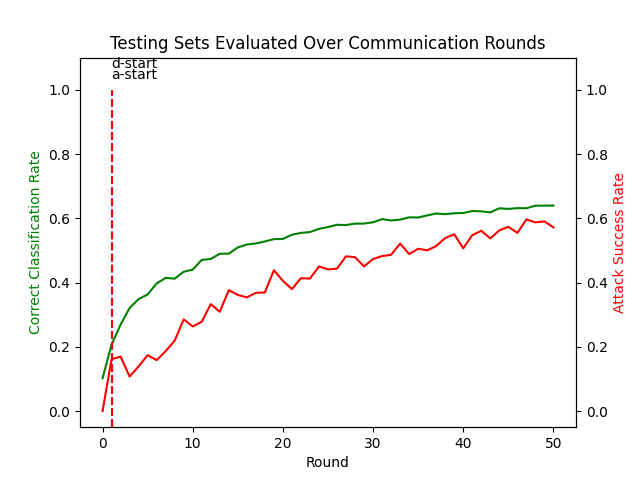 Testing Sets Evaluated Over Communication Rounds
d-start
a-start
1.0
0.8
0.6
0.4
0.2
0.0
Correct Classification Rate
1.0
0.8
0.6
0.4
0.2
0.0
Attack Success Rate
0 10 20 30 40 50
Round